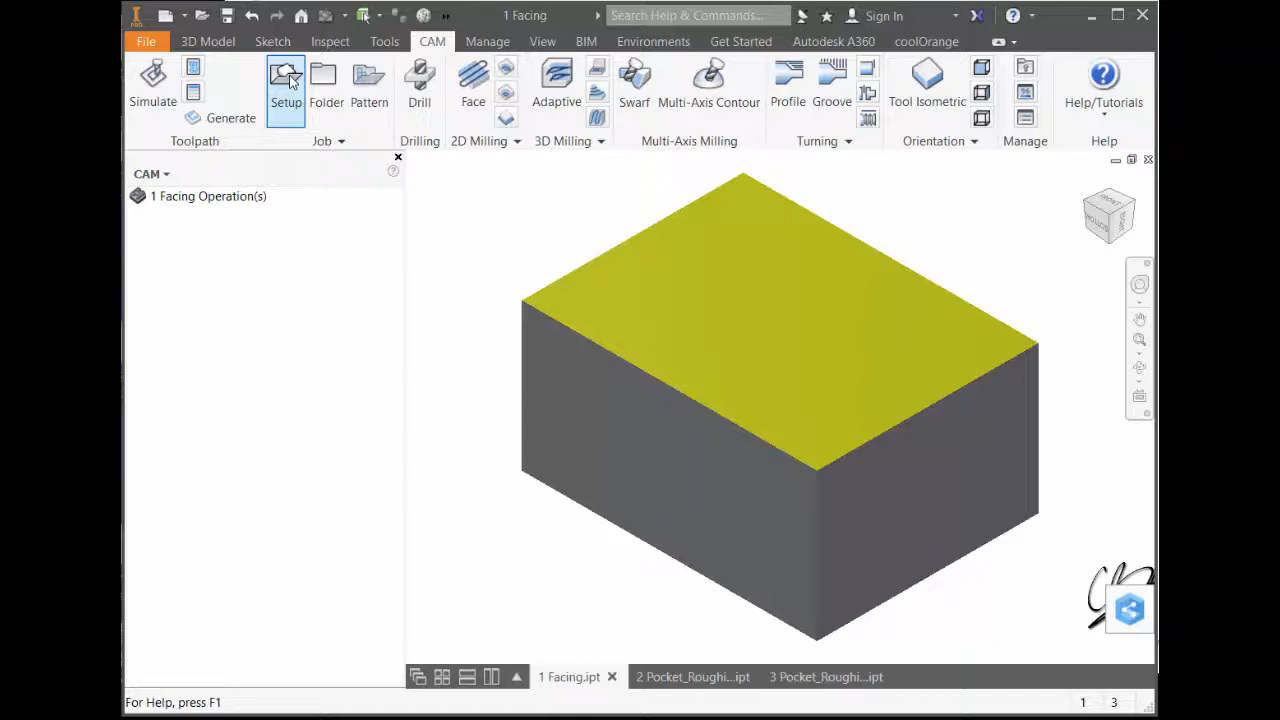 PRO
1 Facing
Search Help & Commands...
Sign In
File
3D Model
Sketch
Inspect
Tools
CAM
Manage
View
BIM
Environments
Get Started
Autodesk A360
coolOrange
Simulate
Generate
Toolpath
Setup
Folder
Pattern
Job
Drill
Drilling
Face
2D Milling
Adaptive
3D Milling
Swarf
Multi-Axis Contour
Multi-Axis Milling
Profile
Groove
Turning
Tool Isometric
Orientation
Manage
Help/Tutorials
Help
CAM
1 Facing Operation(s)
FRONT
BOTTOM
1 Facing.ipt
2 Pocket_Roughi...ipt
3 Pocket_Roughi...ipt
For Help, press F1
1
3